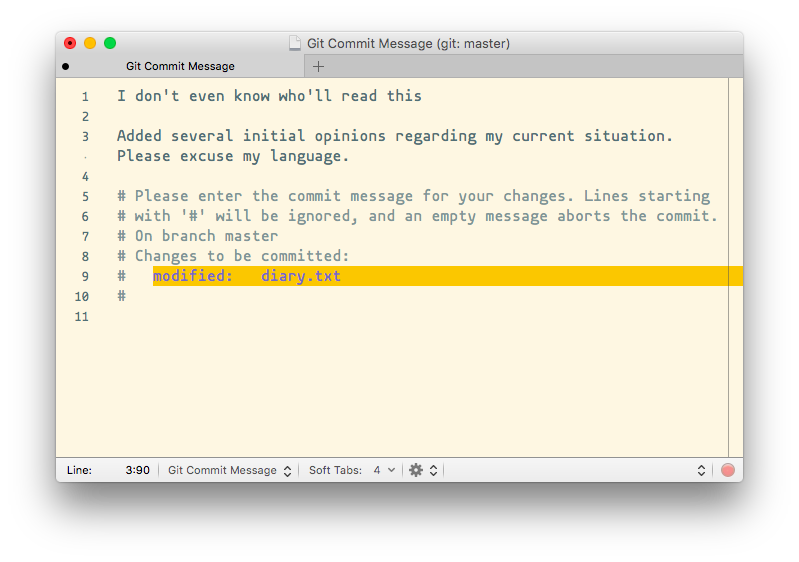 Git Commit Message (git: master)
Git Commit Message
1 I don't even know who'll read this
2
3 Added several initial opinions regarding my current situation.
· Please excuse my language.
4
5 # Please enter the commit message for your changes. Lines starting
6 # with '#' will be ignored, and an empty message aborts the commit.
7 # On branch master
8 # Changes to be committed:
9 #   modified:   diary.txt
10 #
11
Line: 3:90 Git Commit Message Soft Tabs: 4